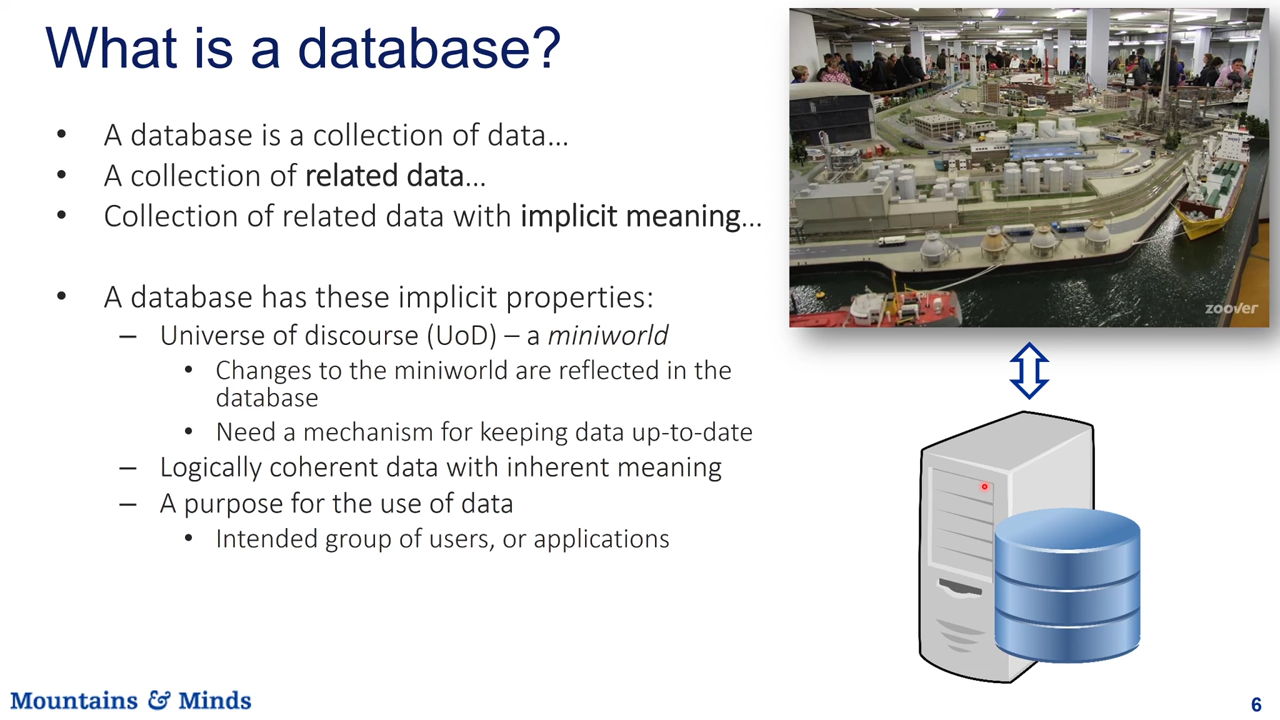 What is a database?
• A database is a collection of data…
• A collection of related data…
• Collection of related data with implicit meaning…
• A database has these implicit properties:
– Universe of discourse (UoD) – a miniworld
• Changes to the miniworld are reflected in the
database
• Need a mechanism for keeping data up-to-date
– Logically coherent data with inherent meaning
– A purpose for the use of data
• Intended group of users, or applications
zoover
Mountains & Minds
6